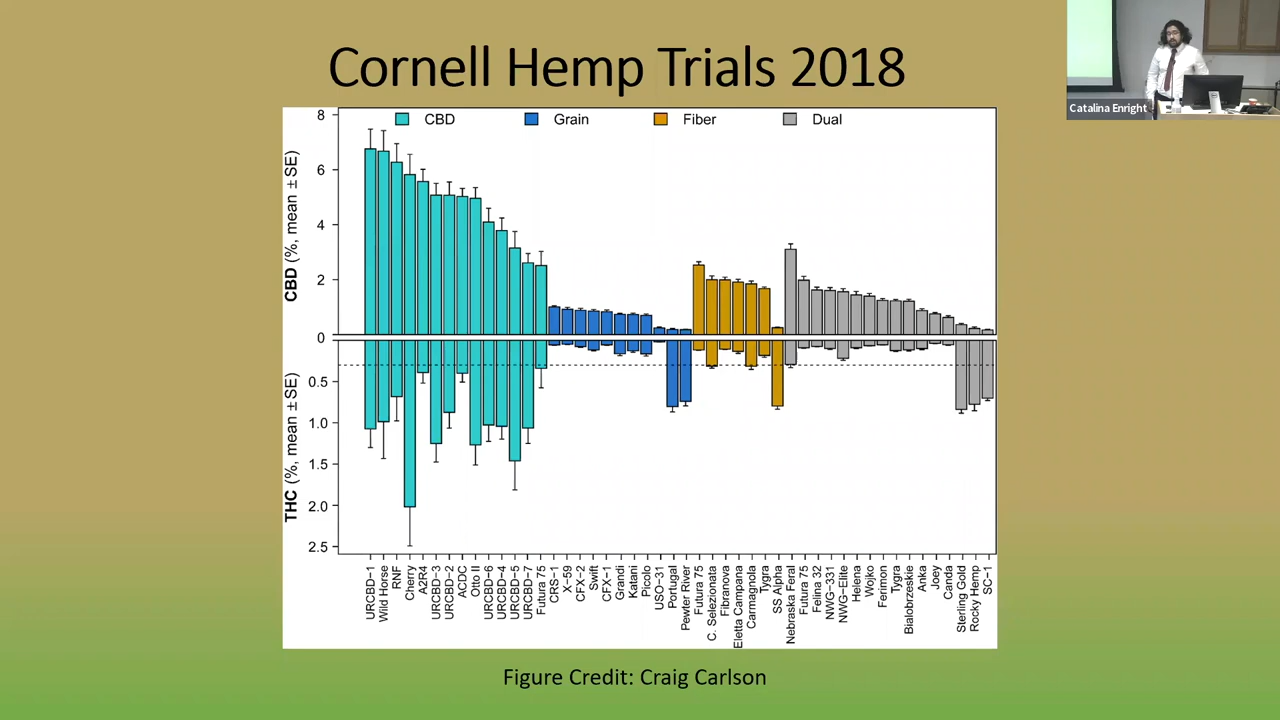 Cornell Hemp Trials 2018
Catalina Enright
CBD
Grain
Fiber
Dual
CBD (%, mean ± SE)
8
6
4
2
0
THC (%, mean ± SE)
0.5
1.0
1.5
2.0
2.5
URCBD-1
Wild Horse
RNF
Cherry
A2R4
URCBD-3
URCBD-2
ACDC
Otto II
URCBD-6
URCBD-4
URCBD-5
URCBD-7
Futura 75
CRS-1
X-59
CFX-2
Swift
CFX-1
Grandi
Katani
Picolo
USO-31
Portugal
Pewter River
Futura 75
C. Selezionata
Fibranova
Eletta Campana
Carmagnola
Tygra
SS Alpha
Nebraska Feral
Futura 75
Felina 32
NWG-331
NWG-Elite
Helena
Wojko
Ferimon
Tygra
Bialobrzeskie
Anka
Joey
Canda
Sterling Gold
Rocky Hemp
SC-1
Figure Credit: Craig Carlson